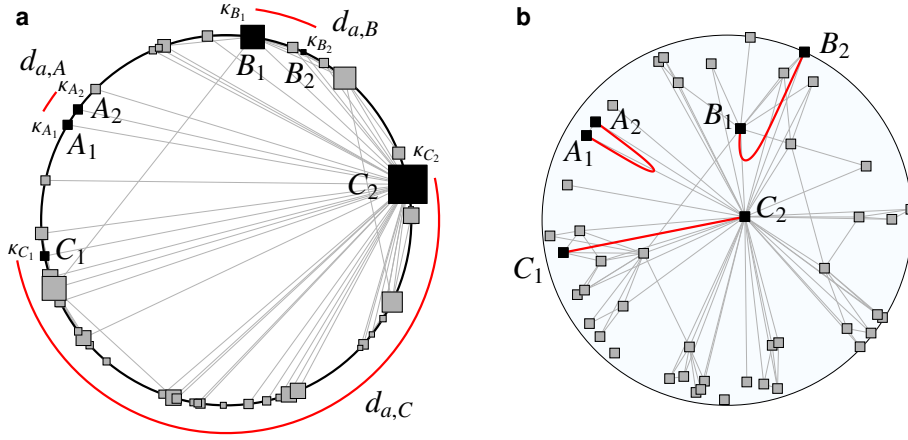 a
κ_{B_1}
d_{a,B}
κ_{B_2}
B_1
B_2
d_{a,A}
κ_{A_2}
A_2
κ_{A_1}
A_1
κ_{C_2}
C_2
κ_{C_1}
C_1
d_{a,C}
b
B_2
B_1
A_2
A_1
C_2
C_1